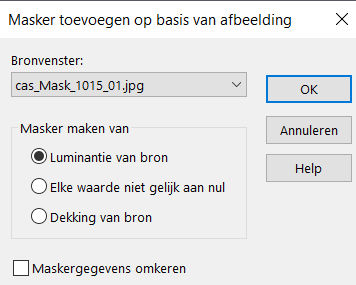 Masker toevoegen op basis van afbeelding
Bronvenster:
cas_Mask_1015_01.jpg
OK
Annuleren
Help
Masker maken van
Luminantie van bron
Elke waarde niet gelijk aan nul
Dekking van bron
Maskergegevens omkeren